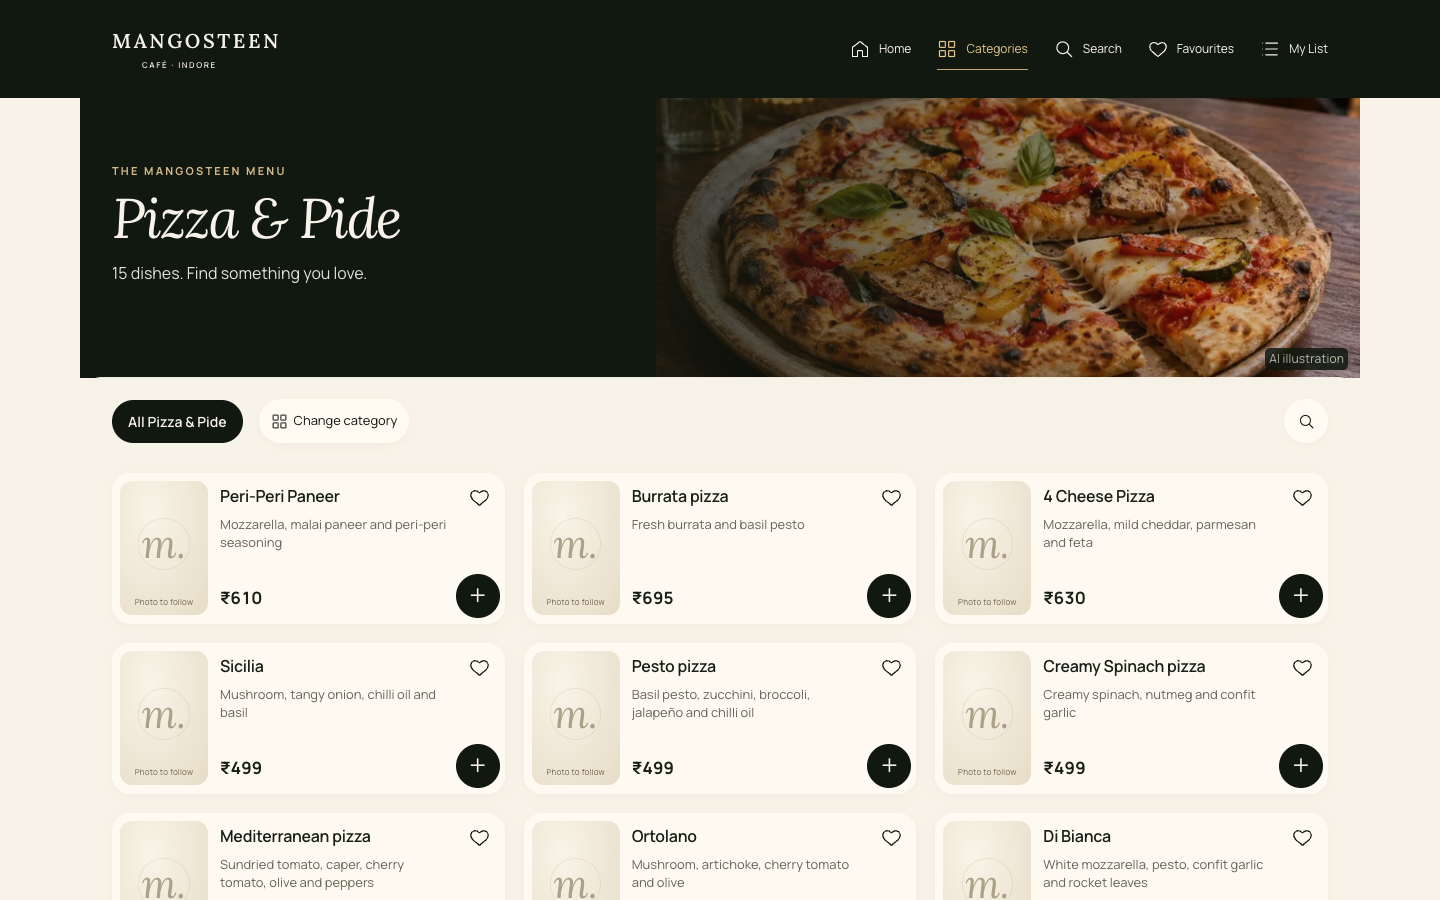 MANGOSTEEN
CAFÉ · INDORE
Home
Categories
Search
Favourites
My List
THE MANGOSTEEN MENU
Pizza & Pide
15 dishes. Find something you love.
AI illustration
All Pizza & Pide
Change category
m.
Photo to follow
Peri-Peri Paneer
Mozzarella, malai paneer and peri-peri
seasoning
₹610
m.
Photo to follow
Burrata pizza
Fresh burrata and basil pesto
₹695
m.
Photo to follow
4 Cheese Pizza
Mozzarella, mild cheddar, parmesan
and feta
₹630
m.
Photo to follow
Sicilia
Mushroom, tangy onion, chilli oil and
basil
₹499
m.
Photo to follow
Pesto pizza
Basil pesto, zucchini, broccoli,
jalapeño and chilli oil
₹499
m.
Photo to follow
Creamy Spinach pizza
Creamy spinach, nutmeg and confit
garlic
₹499
m.
Mediterranean pizza
Sundried tomato, caper, cherry
tomato, olive and peppers
m.
Ortolano
Mushroom, artichoke, cherry tomato
and olive
m.
Di Bianca
White mozzarella, pesto, confit garlic
and rocket leaves